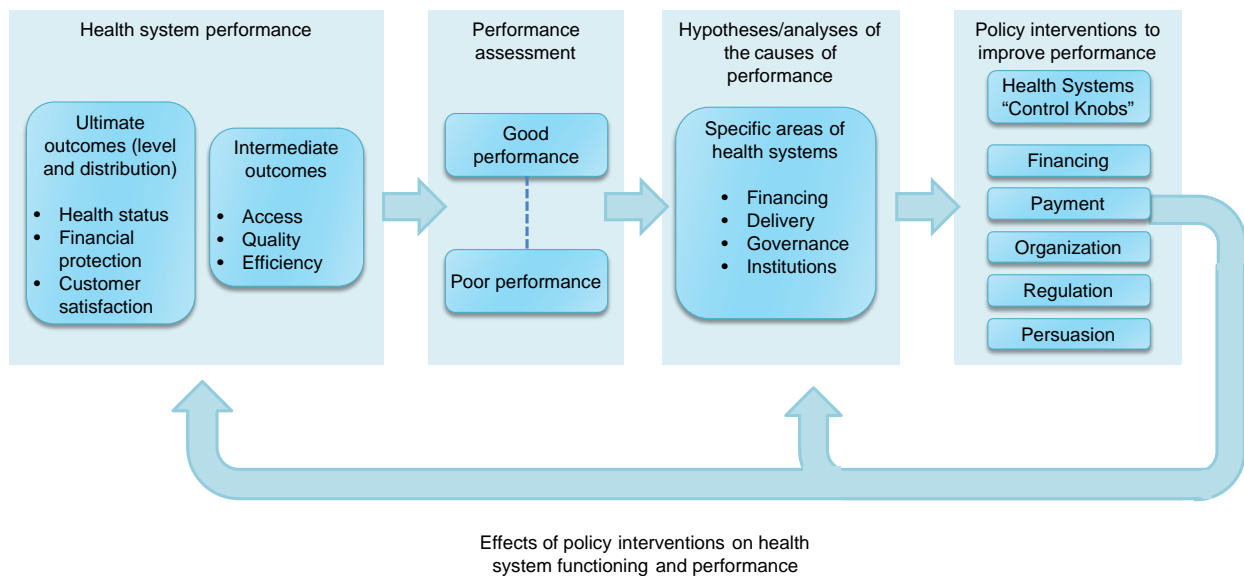 Health system performance
Ultimate
outcomes (level
and distribution)
• Health status
• Financial
protection
• Customer
satisfaction
Intermediate
outcomes
• Access
• Quality
• Efficiency
Performance
assessment
Good
performance
Poor performance
Hypotheses/analyses of
the causes of
performance
Specific areas of
health systems
• Financing
• Delivery
• Governance
• Institutions
Policy interventions to
improve performance
Health Systems
“Control Knobs”
Financing
Payment
Organization
Regulation
Persuasion
Effects of policy interventions on health
system functioning and performance